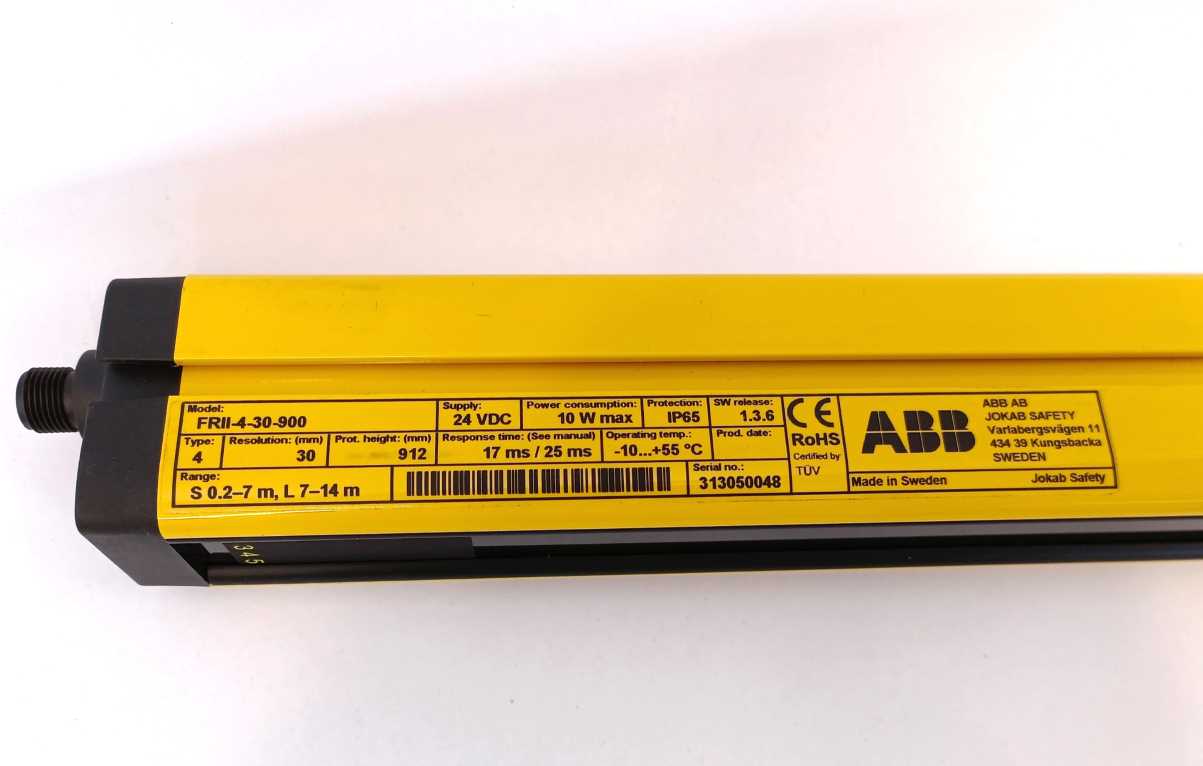 Model:
FRII-4-30-900
Supply:
24 VDC
Power consumption:
10 W max
Protection:
IP65
SW release:
1.3.6
Type:
4
Resolution: (mm)
30
Prot. height: (mm)
912
Response time: (See manual)
17 ms / 25 ms
Operating temp.:
-10...+55 °C
Prod. date:
Range:
S 0.2–7 m, L 7–14 m
Serial no.:
313050048
CE
RoHS
Certified by
TÜV
ABB
ABB AB
JOKAB SAFETY
Varlabergsvägen 11
434 39 Kungsbacka
SWEDEN
Made in Sweden
Jokab Safety
345